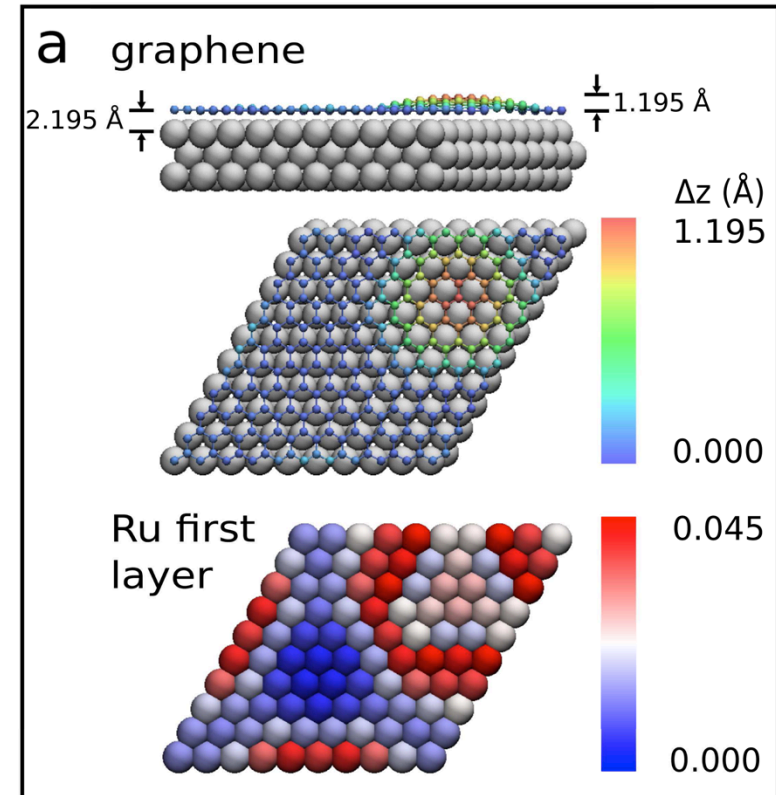 a graphene
2.195 Å
1.195 Å
Δz (Å)
1.195
0.000
Ru first
layer
0.045
0.000